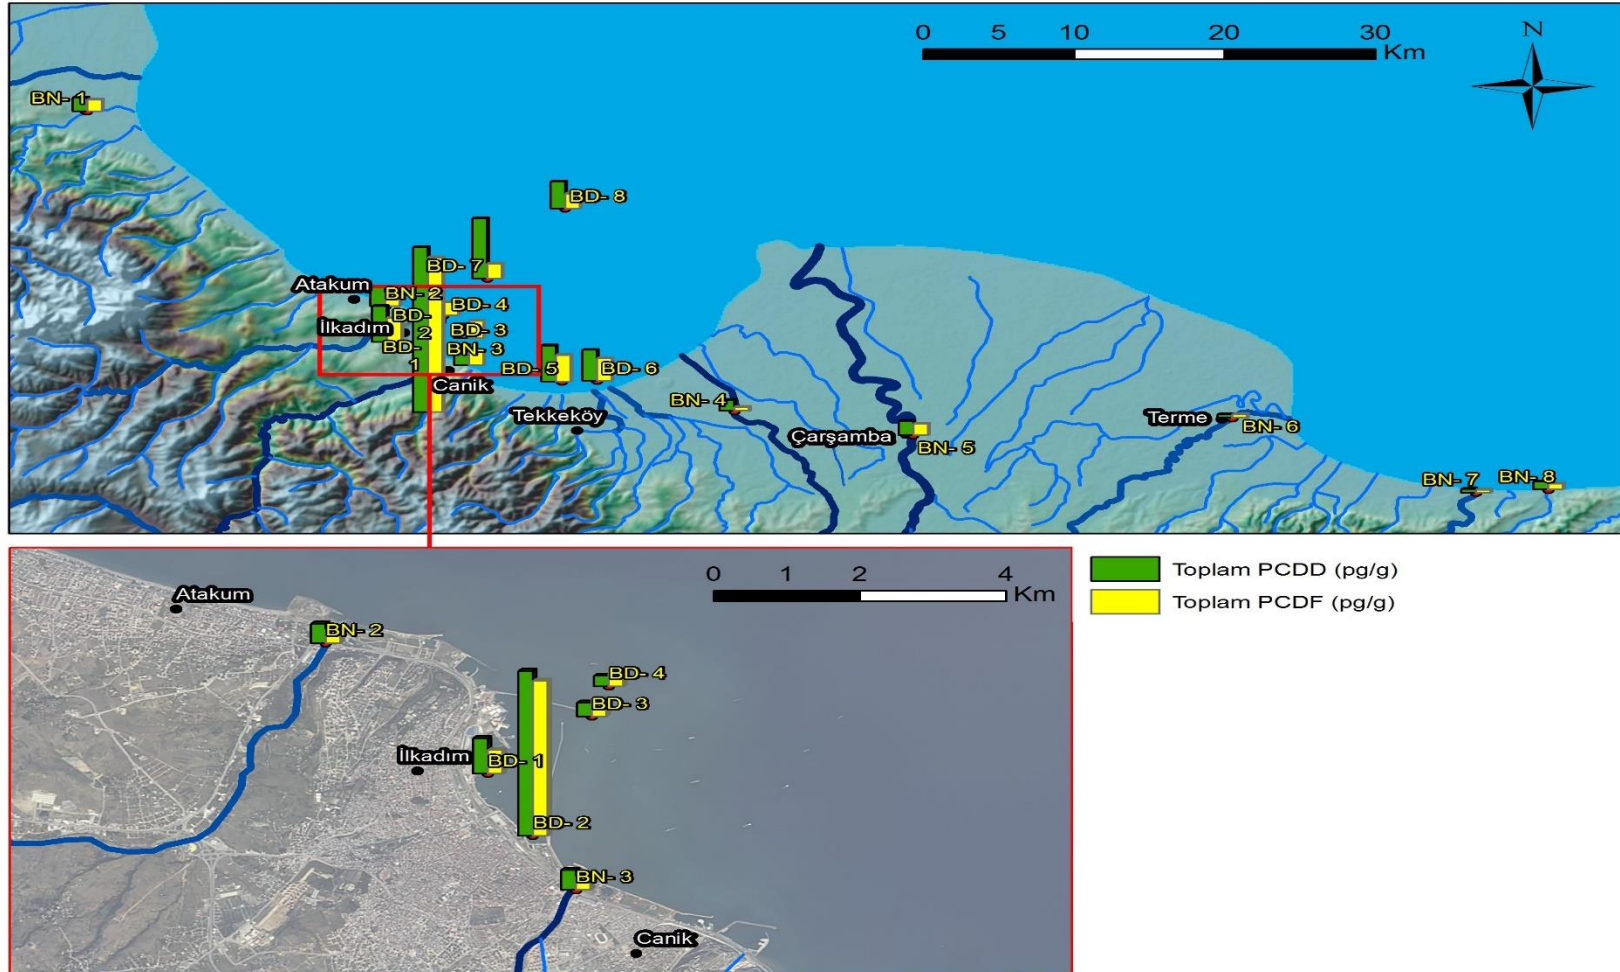 0 5 10 20 30
Km
N
BN- 1
BD- 8
BD- 7
Atakum
BN- 2
BD- 4
İlkadım
BD-
2
BD- 3
BD-
1
BN- 3
BD- 5
BD- 6
Canik
Tekkeköy
BN- 4
Çarşamba
BN- 5
Terme
BN- 6
BN- 7
BN- 8
0 1 2 4
Km
Toplam PCDD (pg/g)
Toplam PCDF (pg/g)
Atakum
BN- 2
BD- 4
BD- 3
İlkadım
BD- 1
BD- 2
BN- 3
Canik